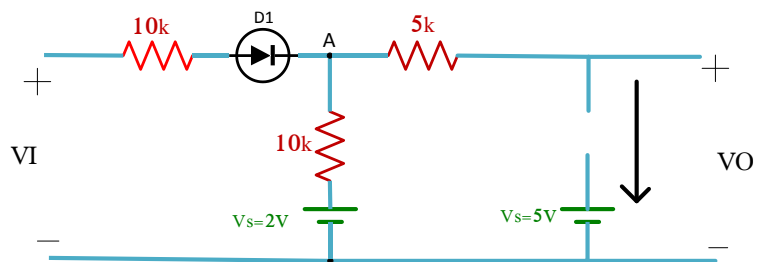 10k
D1
A
5k
+
+
10k
VI
VO
Vs=2V
Vs=5V
−
−